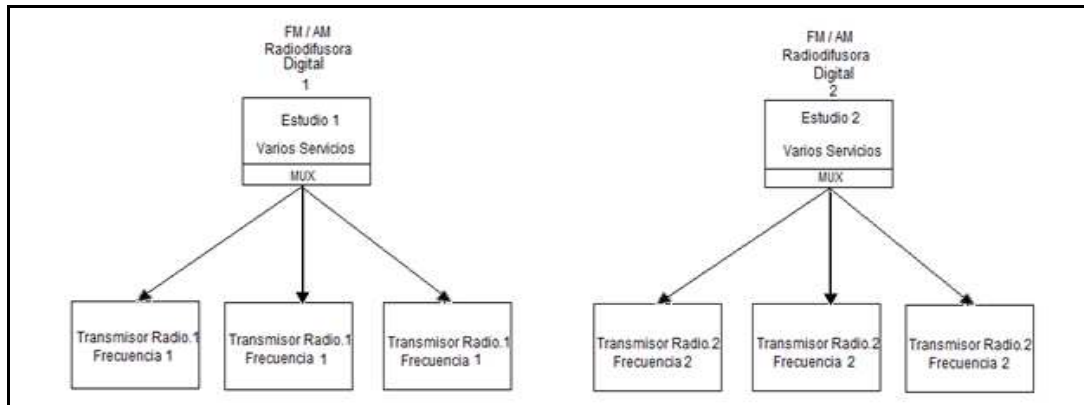 FM / AM
Radiodifusora
Digital
1
Estudio 1
Varios Servicios
MUX
Transmisor Radio.1
Frecuencia 1
Transmisor Radio.1
Frecuencia 1
Transmisor Radio.1
Frecuencia 1
FM / AM
Radiodifusora
Digital
2
Estudio 2
Varios Servicios
MUX
Transmisor Radio.2
Frecuencia 2
Transmisor Radio.2
Frecuencia 2
Transmisor Radio.2
Frecuencia 2